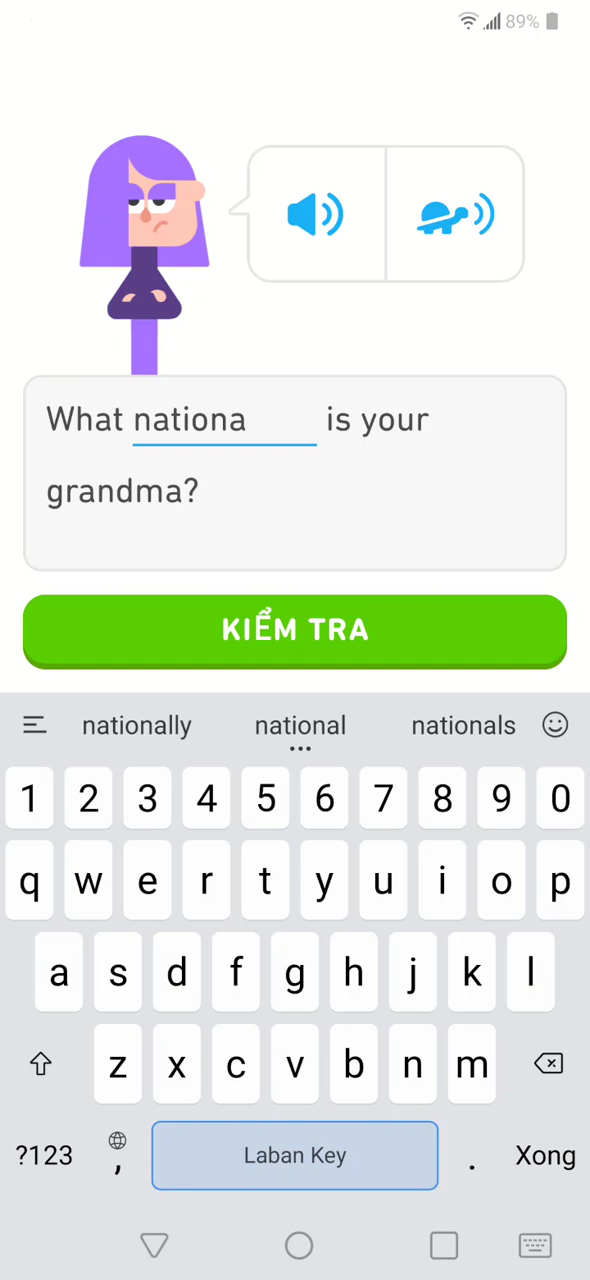 89%
What nationa is your
grandma?
KIỂM TRA
nationally national nationals
1 2 3 4 5 6 7 8 9 0
q w e r t y u i o p
a s d f g h j k l
z x c v b n m
?123 , Laban Key . Xong